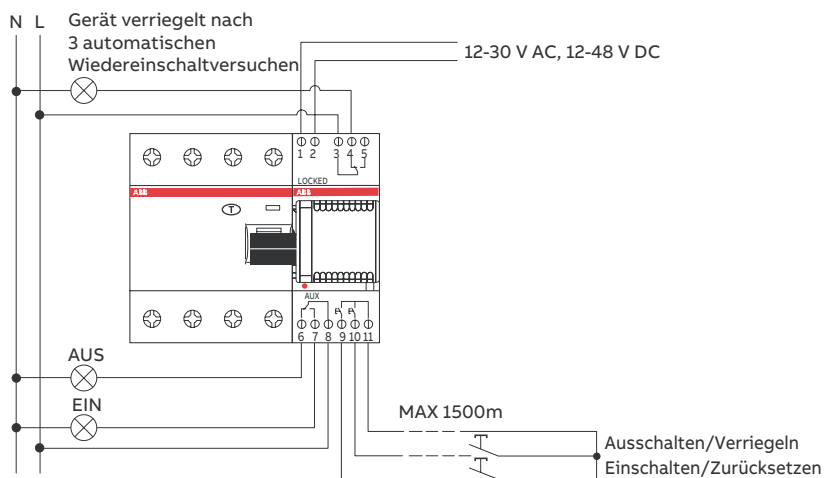 N L
Gerät verriegelt nach
3 automatischen
Wiedereinschaltversuchen
12-30 V AC, 12-48 V DC
1 2 3 4 5
LOCKED
ABB ABB
T
AUX
6 7 8 9 10 11
AUS
EIN
MAX 1500m
Ausschalten/Verriegeln
Einschalten/Zurücksetzen